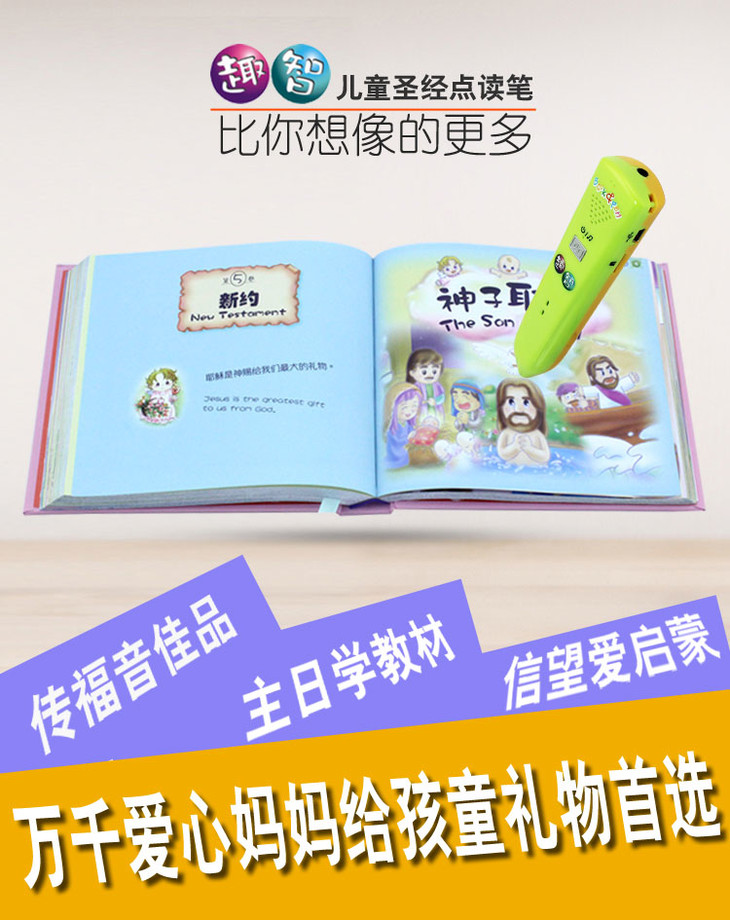 趣智儿童圣经点读笔
比你想像的更多
第5卷
新约
New Testament
耶稣是神赐给我们最大的礼物。
Jesus is the greatest gift
to us from God.
神子耶
The Son
趣智
传福音佳品
主日学教材
信望爱启蒙
万千爱心妈妈给孩童礼物首选